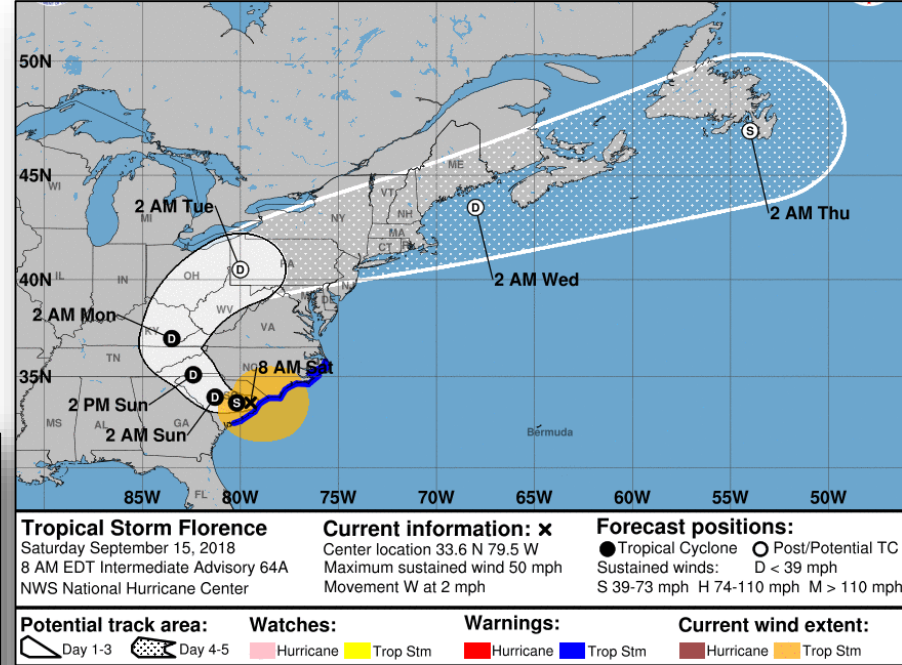 50N
45N
40N
35N
WI
MI
ME
VT
NH
NY
MA
CT
2 AM Tue
S
2 AM Thu
D
2 AM Wed
IL
IN
OH
D
PA
DE
WV
2 AM Mon
D
KY
VA
TN
NC
8 AM Sat
D
2 PM Sun
D
S
2 AM Sun
MS
AL
GA
FL
Bermuda
85W 80W 75W 70W 65W 60W 55W 50W
Tropical Storm Florence
Saturday September 15, 2018
8 AM EDT Intermediate Advisory 64A
NWS National Hurricane Center
Current information: ×
Center location 33.6 N 79.5 W
Maximum sustained wind 50 mph
Movement W at 2 mph
Forecast positions:
● Tropical Cyclone ○ Post/Potential TC
Sustained winds: D < 39 mph
S 39-73 mph H 74-110 mph M > 110 mph
Potential track area:
Day 1-3 Day 4-5
Watches:
Hurricane Trop Stm
Warnings:
Hurricane Trop Stm
Current wind extent:
Hurricane Trop Stm